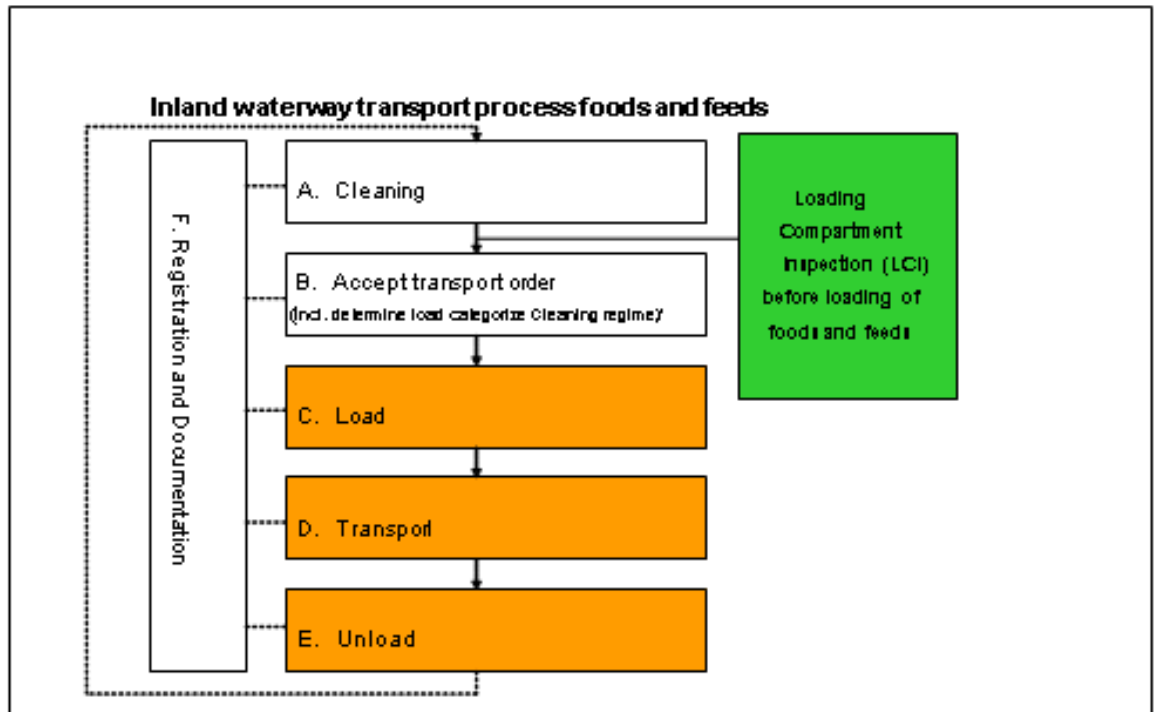 Inland waterway transport process foods and feeds
F. Registration and Documentation
A. Cleaning
B. Accept transport order
(incl. determine load categorize Cleaning regime)'
C. Load
D. Transport
E. Unload
Loading
Compartment
Inspection (LCI)
before loading of
foods and feeds